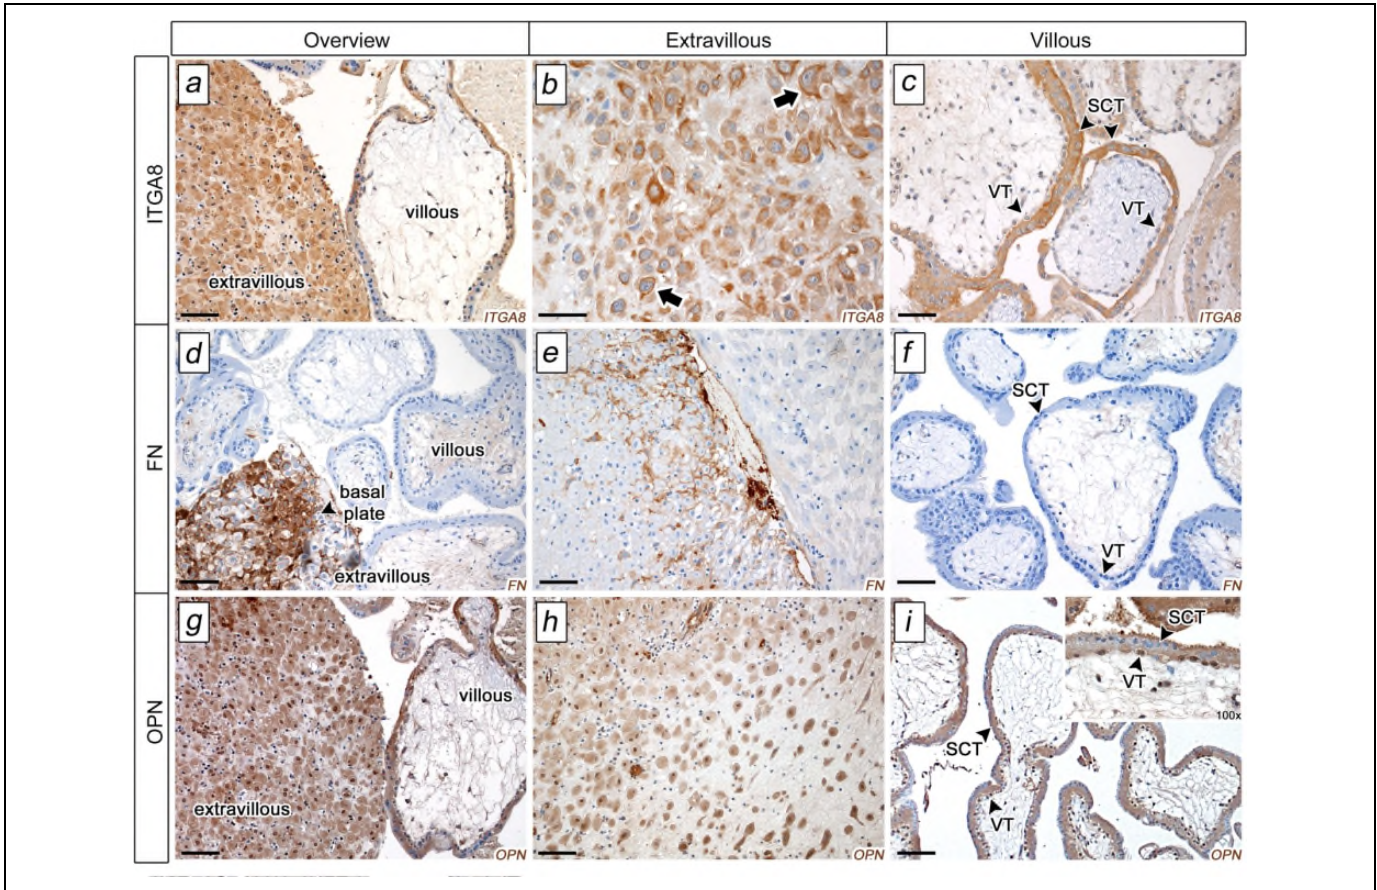 Overview Extravillous Villous
ITGA8
a
villous
extravillous
ITGA8
b
ITGA8
c
SCT
VT
VT
ITGA8
FN
d
villous
basal
plate
extravillous
FN
e
FN
f
SCT
VT
FN
OPN
g
villous
extravillous
OPN
h
OPN
i
SCT
VT
100x
SCT
VT
OPN